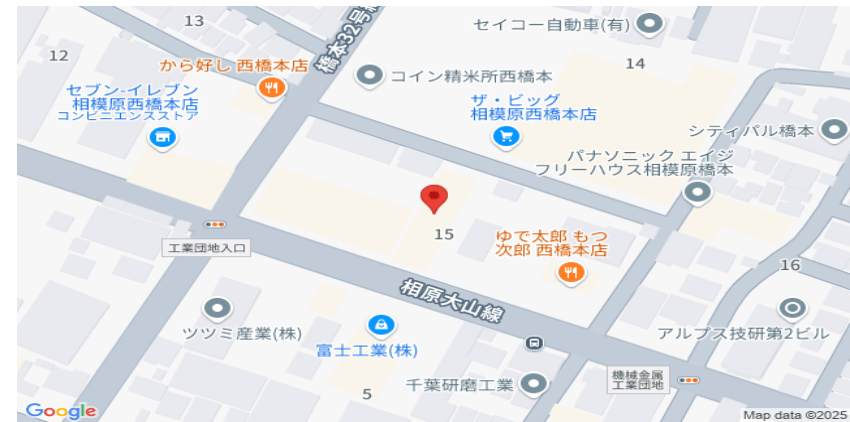 13
セイコー自動車(有)
12
橋本32号線
から好し 西橋本店
コイン精米所西橋本
14
セブン-イレブン
相模原西橋本店
コンビニエンスストア
ザ・ビッグ
相模原西橋本店
シティパル橋本
パナソニック エイジ
フリーハウス相模原橋本
15
工業団地入口
ゆで太郎 もつ
次郎 西橋本店
16
相原大山線
ツツミ産業(株)
富士工業(株)
アルプス技研第2ビル
機械金属
工業団地
千葉研磨工業
5
Google
Map data ©2025